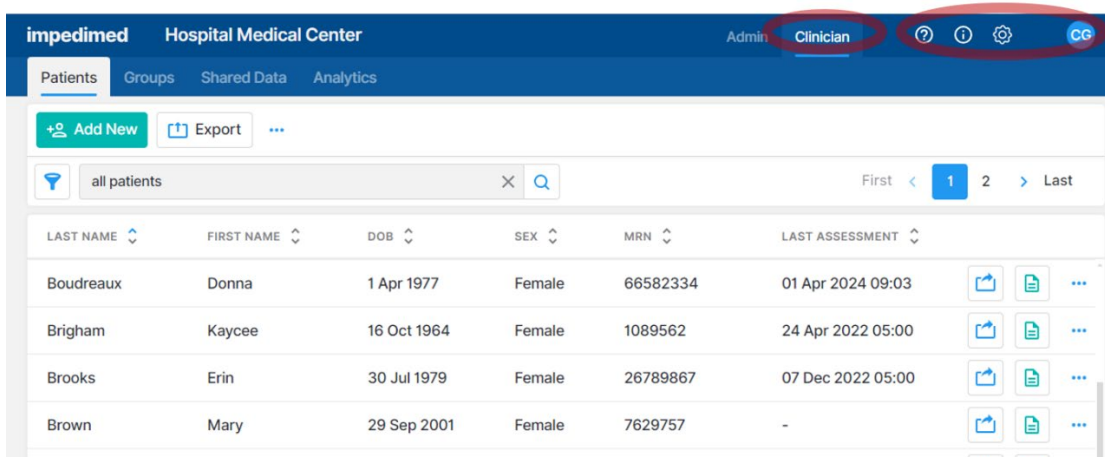 impedimed Hospital Medical Center Admin Clinician CG
Patients Groups Shared Data Analytics
Add New Export
all patients First 1 2 Last
LAST NAME FIRST NAME DOB SEX MRN LAST ASSESSMENT
Boudreaux Donna 1 Apr 1977 Female 66582334 01 Apr 2024 09:03
Brigham Kaycee 16 Oct 1964 Female 1089562 24 Apr 2022 05:00
Brooks Erin 30 Jul 1979 Female 26789867 07 Dec 2022 05:00
Brown Mary 29 Sep 2001 Female 7629757 -